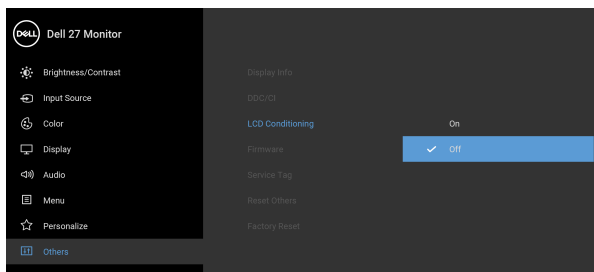 DELL
Dell 27 Monitor
Brightness/Contrast
Input Source
Color
Display
Audio
Menu
Personalize
Others
Display Info
DDC/CI
LCD Conditioning
Firmware
Service Tag
Reset Others
Factory Reset
On
Off